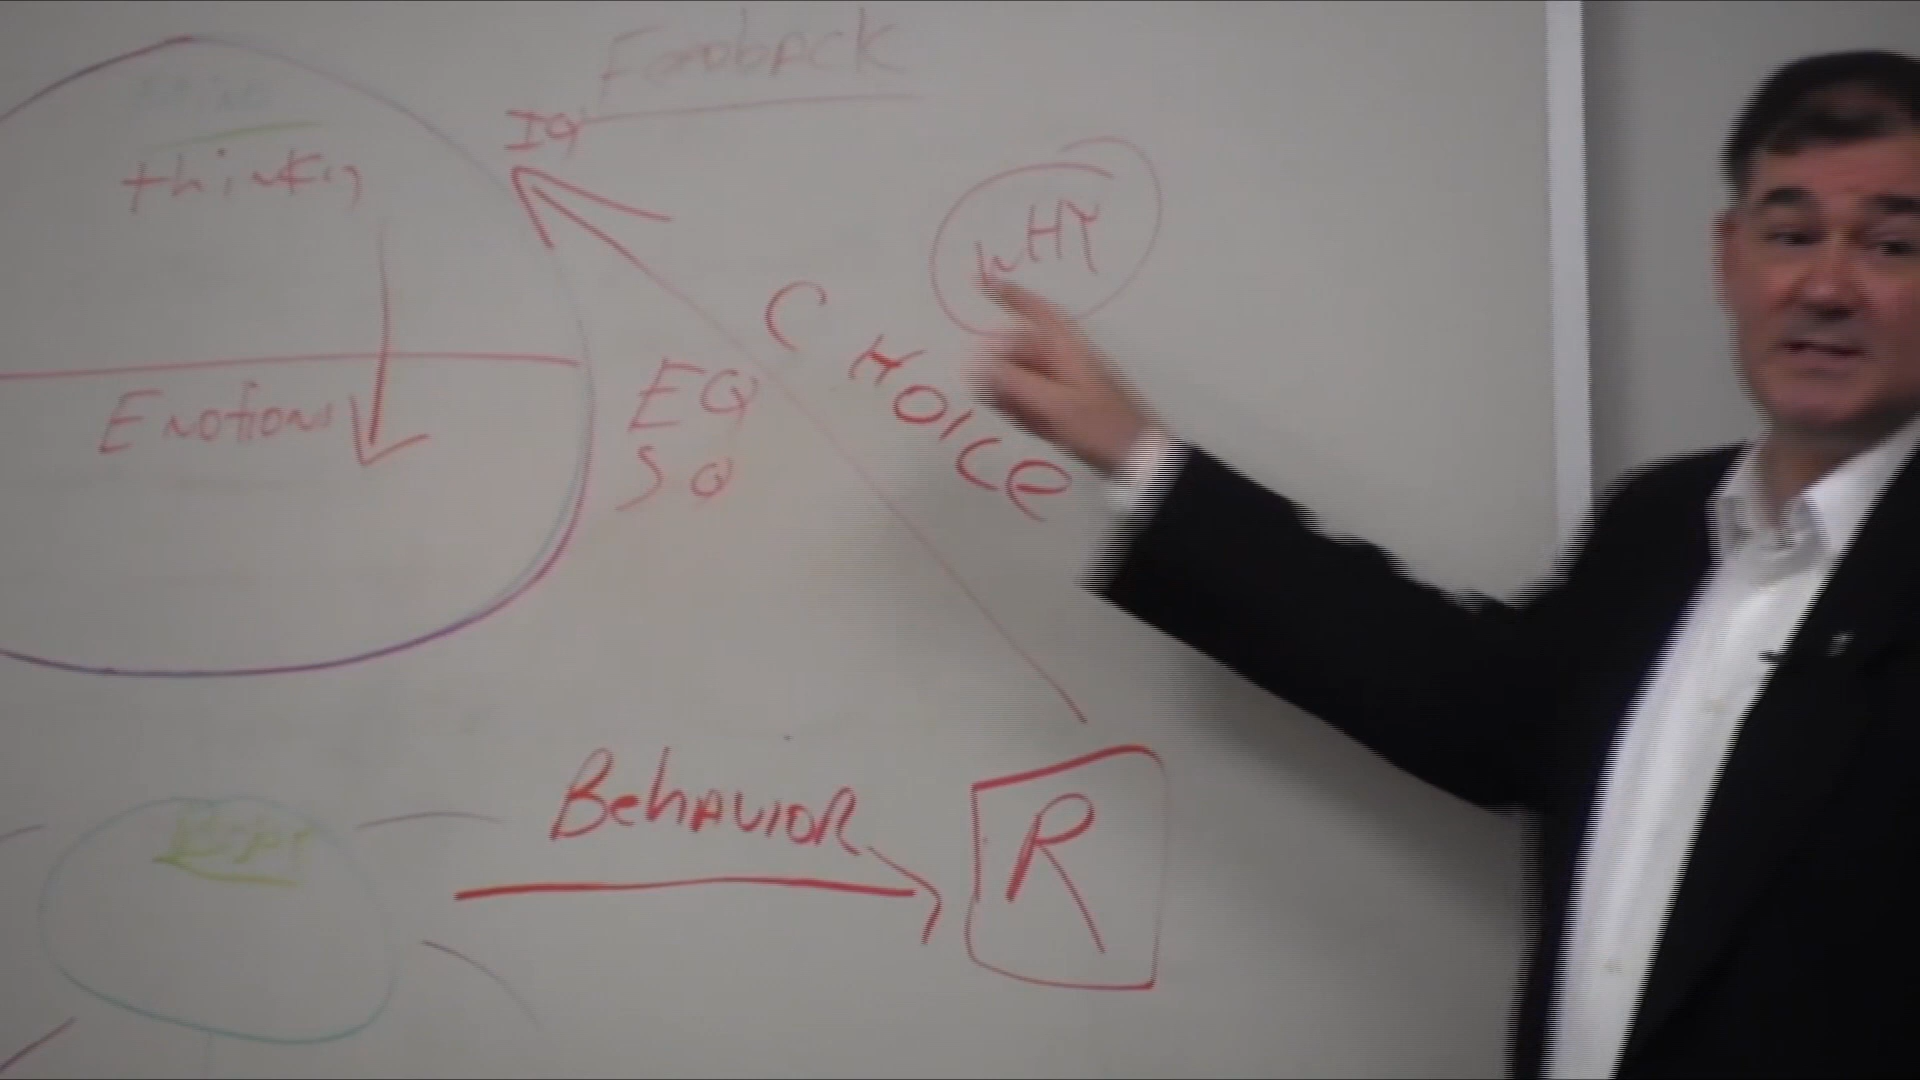 Feedback
IQ
thinking
WHY
CHOICE
Emotions
EQ
SQ
BehAVIOR
R